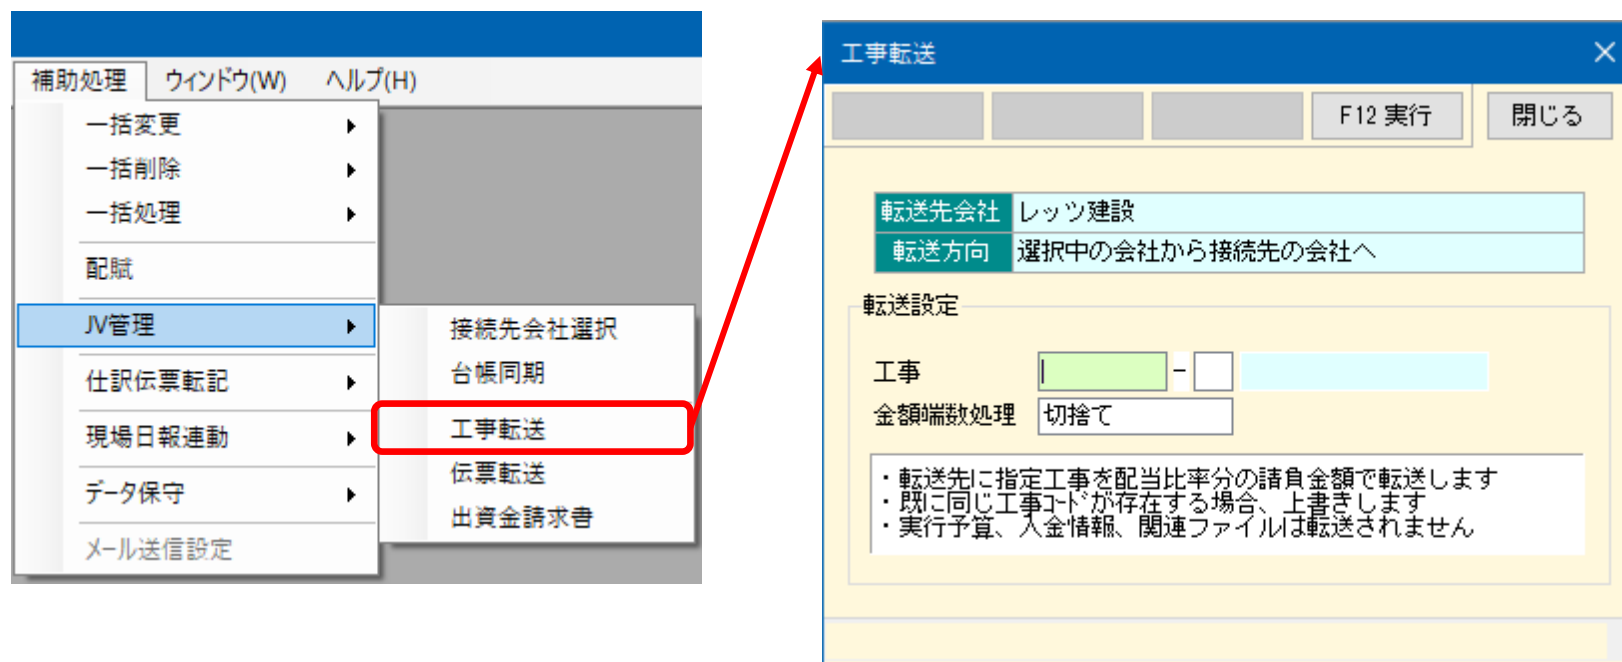 補助処理 ウィンドウ(W) ヘルプ(H)
一括変更
一括削除
一括処理
配賦
JV管理
仕訳伝票転記
現場日報連動
データ保守
メール送信設定
接続先会社選択
台帳同期
工事転送
伝票転送
出資金請求書
工事転送
F12 実行 閉じる
転送先会社 レッツ建設
転送方向 選択中の会社から接続先の会社へ
転送設定
工事 -
金額端数処理 切捨て
・転送先に指定工事を配当比率分の請負金額で転送します
・既に同じ工事ｺｰﾄﾞが存在する場合、上書きします
・実行予算、入金情報、関連ファイルは転送されません